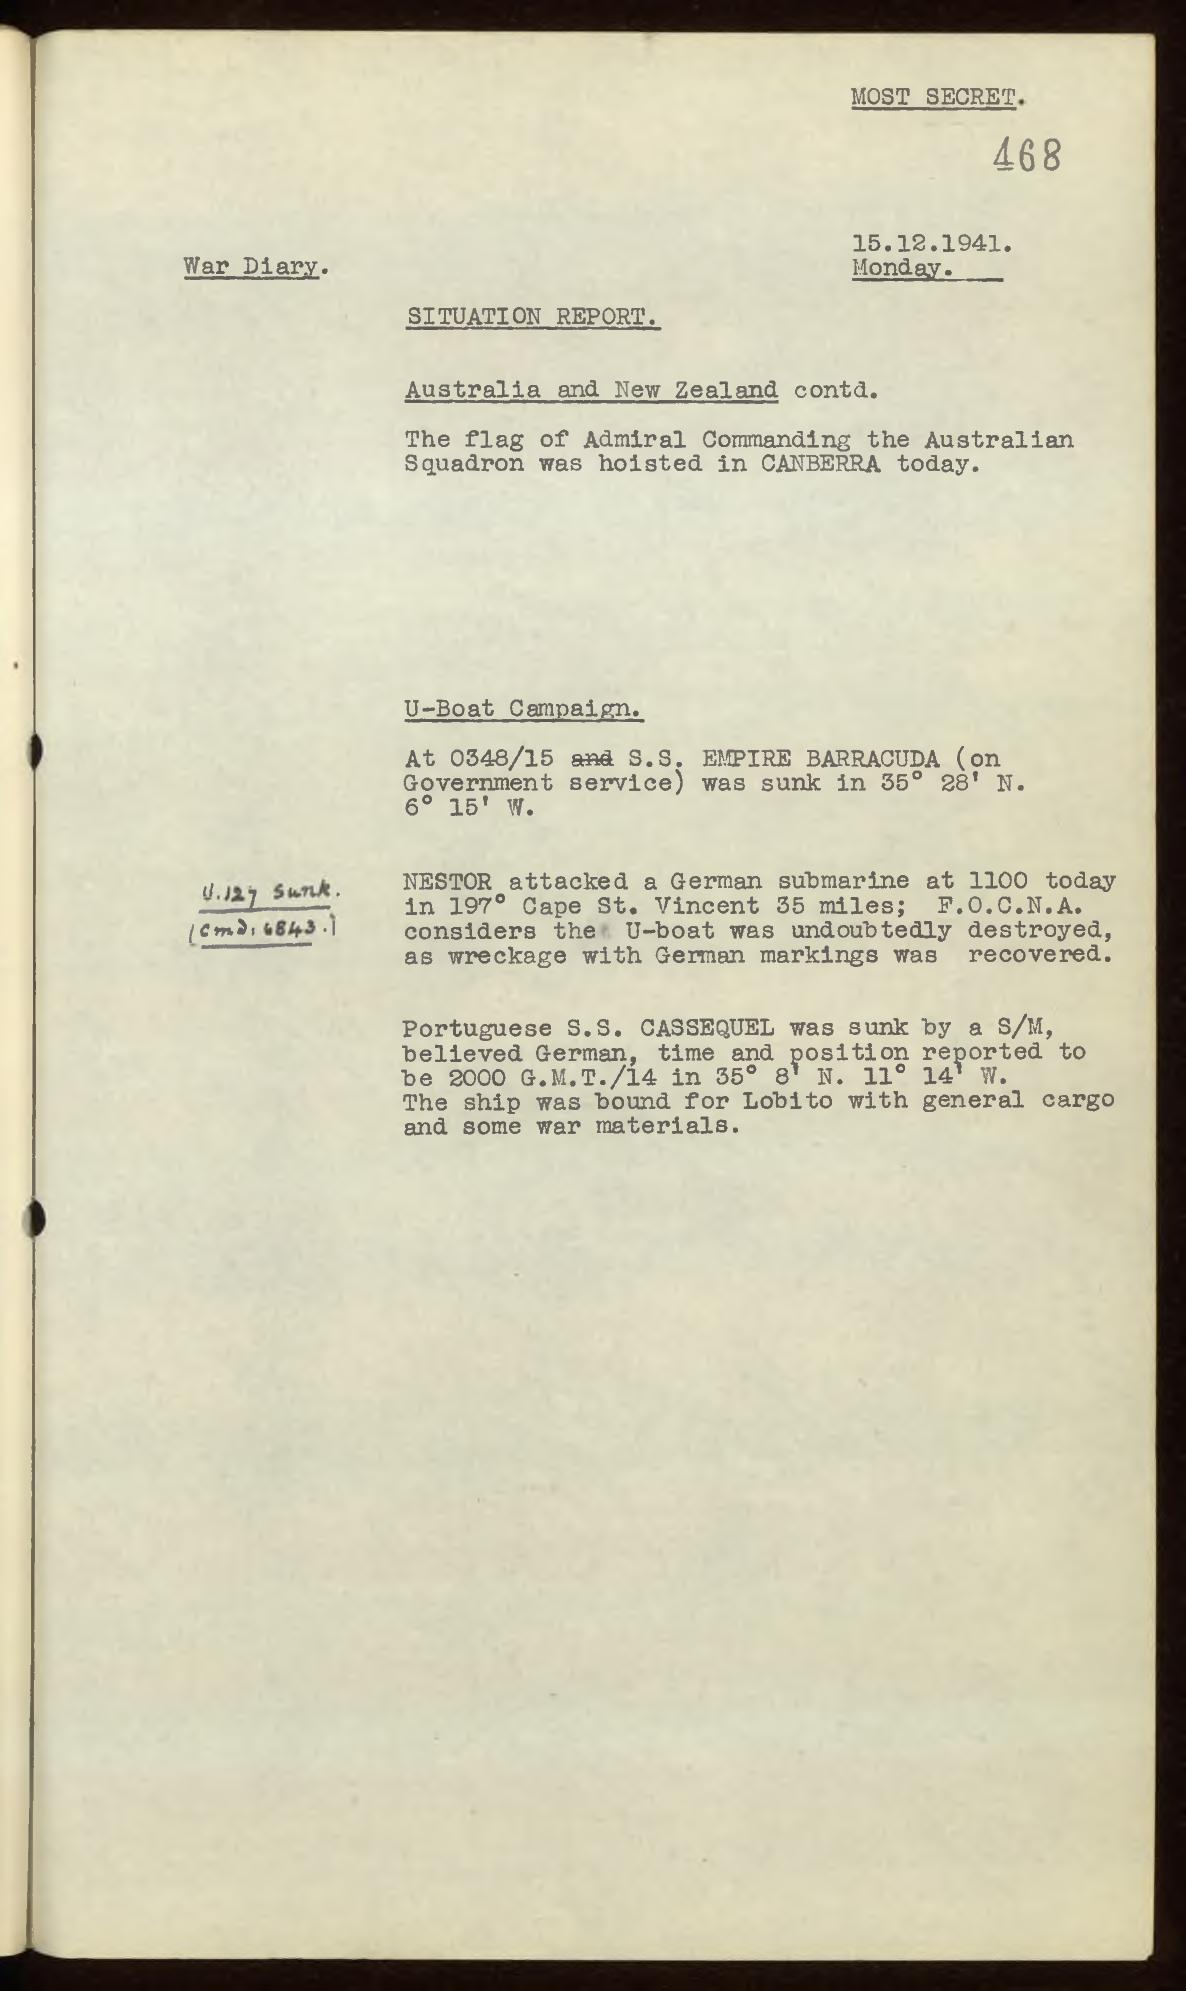 MOST SECRET.
468
15.12.1941.
War Diary.
Monday.
SITUATION REPORT.
Australia and New Zealand contd.
The flag of Admiral Commanding the Australian
Squadron was hoisted in CANBERRA today.
U-Boat Campaign.
At 0348/15 and S.S. EMPIRE BARRACUDA (on
Government service) was sunk in 35° 28' N.
6° 15' W.
U.127 Sunk.
(Cmd. 6843.)
NESTOR attacked a German submarine at 1100 today
in 197° Cape St. Vincent 35 miles; F.O.C.N.A.
considers the U-boat was undoubtedly destroyed,
as wreckage with German markings was recovered.
Portuguese S.S. CASSEQUEL was sunk by a S/M,
believed German, time and position reported to
be 2000 G.M.T./14 in 35° 8' N. 11° 14' W.
The ship was bound for Lobito with general cargo
and some war materials.